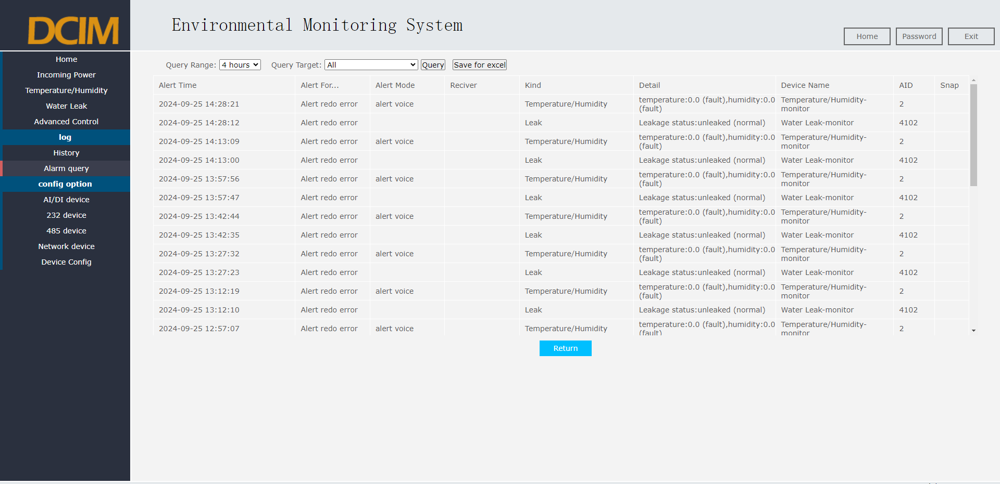 DCIM
Environmental Monitoring System
Home Password Exit
Home
Incoming Power
Temperature/Humidity
Water Leak
Advanced Control
log
History
Alarm query
config option
AI/DI device
232 device
485 device
Network device
Device Config
Query Range: 4 hours Query Target: All Query Save for excel
Alert Time Alert For... Alert Mode Reciver Kind Detail Device Name AID Snap
2024-09-25 14:28:21 Alert redo error alert voice Temperature/Humidity temperature:0.0 (fault),humidity:0.0 (fault) Temperature/Humidity-monitor 2
2024-09-25 14:28:12 Alert redo error Leak Leakage status:unleaked (normal) Water Leak-monitor 4102
2024-09-25 14:13:09 Alert redo error alert voice Temperature/Humidity temperature:0.0 (fault),humidity:0.0 (fault) Temperature/Humidity-monitor 2
2024-09-25 14:13:00 Alert redo error Leak Leakage status:unleaked (normal) Water Leak-monitor 4102
2024-09-25 13:57:56 Alert redo error alert voice Temperature/Humidity temperature:0.0 (fault),humidity:0.0 (fault) Temperature/Humidity-monitor 2
2024-09-25 13:57:47 Alert redo error Leak Leakage status:unleaked (normal) Water Leak-monitor 4102
2024-09-25 13:42:44 Alert redo error alert voice Temperature/Humidity temperature:0.0 (fault),humidity:0.0 (fault) Temperature/Humidity-monitor 2
2024-09-25 13:42:35 Alert redo error Leak Leakage status:unleaked (normal) Water Leak-monitor 4102
2024-09-25 13:27:32 Alert redo error alert voice Temperature/Humidity temperature:0.0 (fault),humidity:0.0 (fault) Temperature/Humidity-monitor 2
2024-09-25 13:27:23 Alert redo error Leak Leakage status:unleaked (normal) Water Leak-monitor 4102
2024-09-25 13:12:19 Alert redo error alert voice Temperature/Humidity temperature:0.0 (fault),humidity:0.0 (fault) Temperature/Humidity-monitor 2
2024-09-25 13:12:10 Alert redo error Leak Leakage status:unleaked (normal) Water Leak-monitor 4102
2024-09-25 12:57:07 Alert redo error alert voice Temperature/Humidity temperature:0.0 (fault),humidity:0.0 (fault) Temperature/Humidity-monitor 2
Return